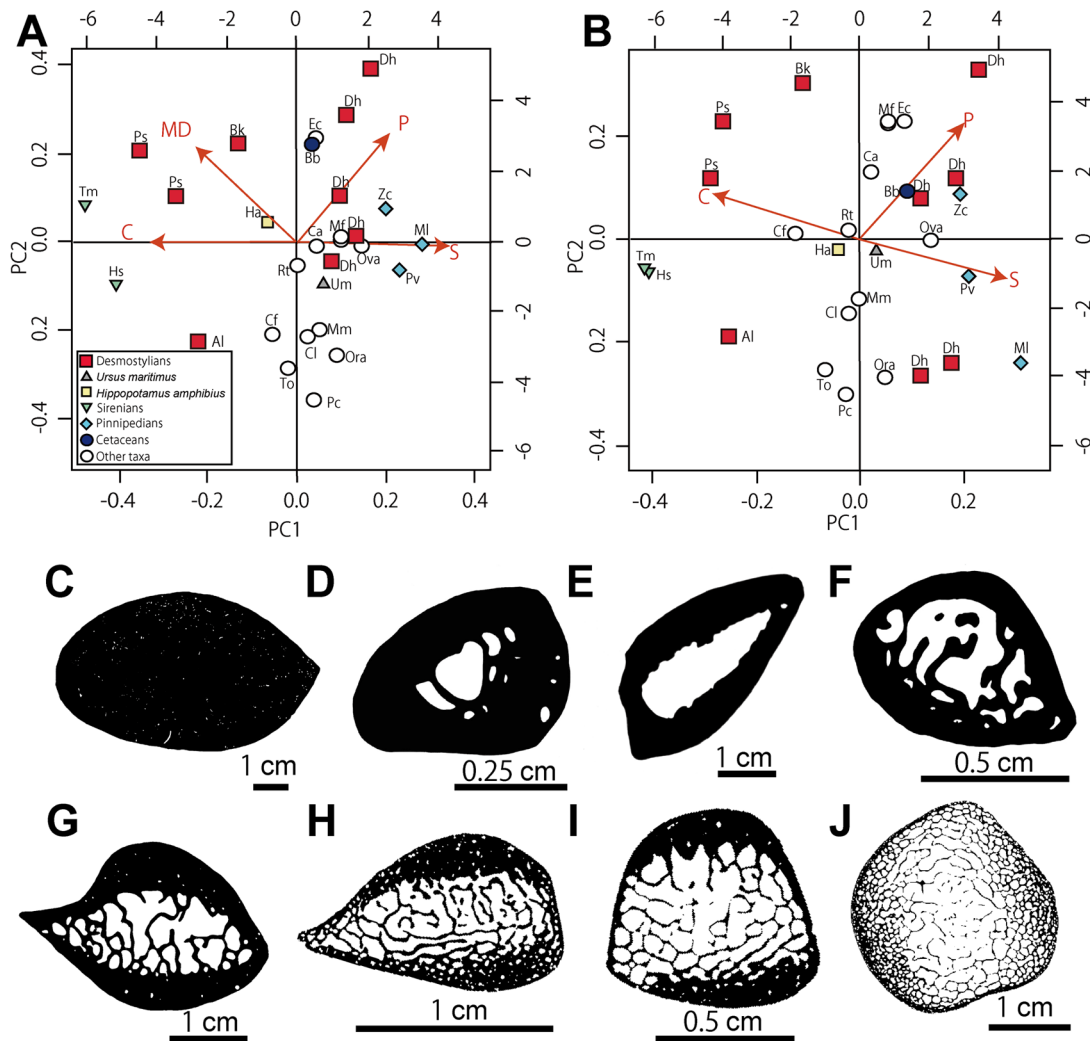 A
-6 -4 -2 0 2 4
0.4
0.2
0.0
0.2
-0.4
PC2
4
2
0
-2
-4
-6
Dh
Dh
P
MD
Ec
Bk
Ps
Bb
Ps
Dh
Zc
Tm
Ha
Mf
Dh
Ml
C
Ca
S
Ova
Rt
Dh
Hs
Um
Pv
Cf
Mm
Al
Cl
Ora
To
Pc
Desmostylians
Ursus maritimus
Hippopotamus amphibius
Sirenians
Pinnipedians
Cetaceans
Other taxa
-0.4 -0.2 0.0 0.2 0.4
PC1
B
-6 -4 -2 0 2 4
0.2
0.0
-0.2
-0.4
PC2
4
2
0
-2
-4
-6
Dh
Bk
Ps
Mf Ec
P
Ca
Ps
Dh
Bb Dh
Zc
C
Rt
Cf
Ova
Ha
Um
Tm
Hs
Pv
S
Mm
Cl
Al
Dh
Dh
Ml
To
Ora
Pc
-0.4 -0.2 0.0 0.2
PC1
C D E F
1 cm
0.25 cm
1 cm
0.5 cm
G H I J
1 cm
1 cm
0.5 cm
1 cm